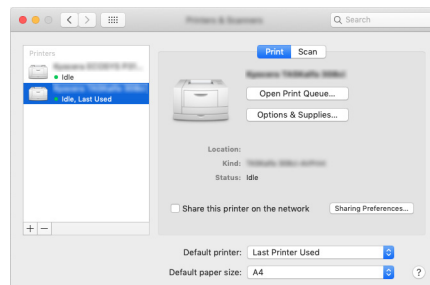 Search
Printers
Idle
Idle, Last Used
Print Scan
Open Print Queue...
Options & Supplies...
Location:
Kind:
Status: Idle
Share this printer on the network Sharing Preferences...
+ −
Default printer: Last Printer Used
Default paper size: A4 ?